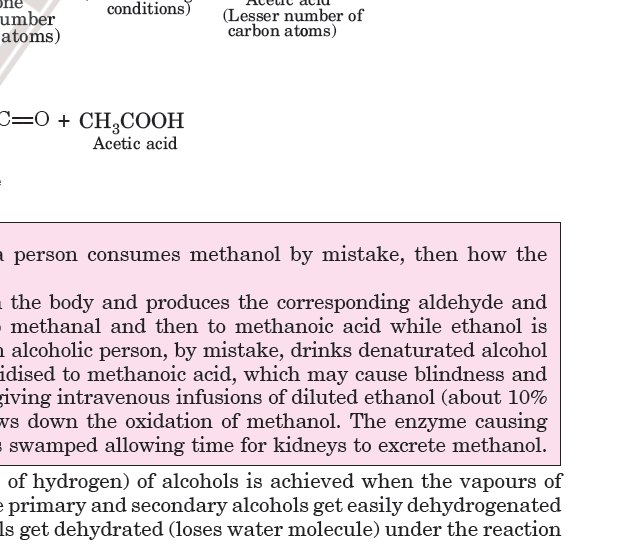 one
umber
atoms)
conditions)
Acetic acid
(Lesser number of
carbon atoms)
C=O + CH₃COOH
Acetic acid
a person consumes methanol by mistake, then how the
the body and produces the corresponding aldehyde and
methanal and then to methanoic acid while ethanol is
alcoholic person, by mistake, drinks denaturated alcohol
idised to methanoic acid, which may cause blindness and
giving intravenous infusions of diluted ethanol (about 10%
ws down the oxidation of methanol. The enzyme causing
swamped allowing time for kidneys to excrete methanol.
of hydrogen) of alcohols is achieved when the vapours of
primary and secondary alcohols get easily dehydrogenated
ls get dehydrated (loses water molecule) under the reaction